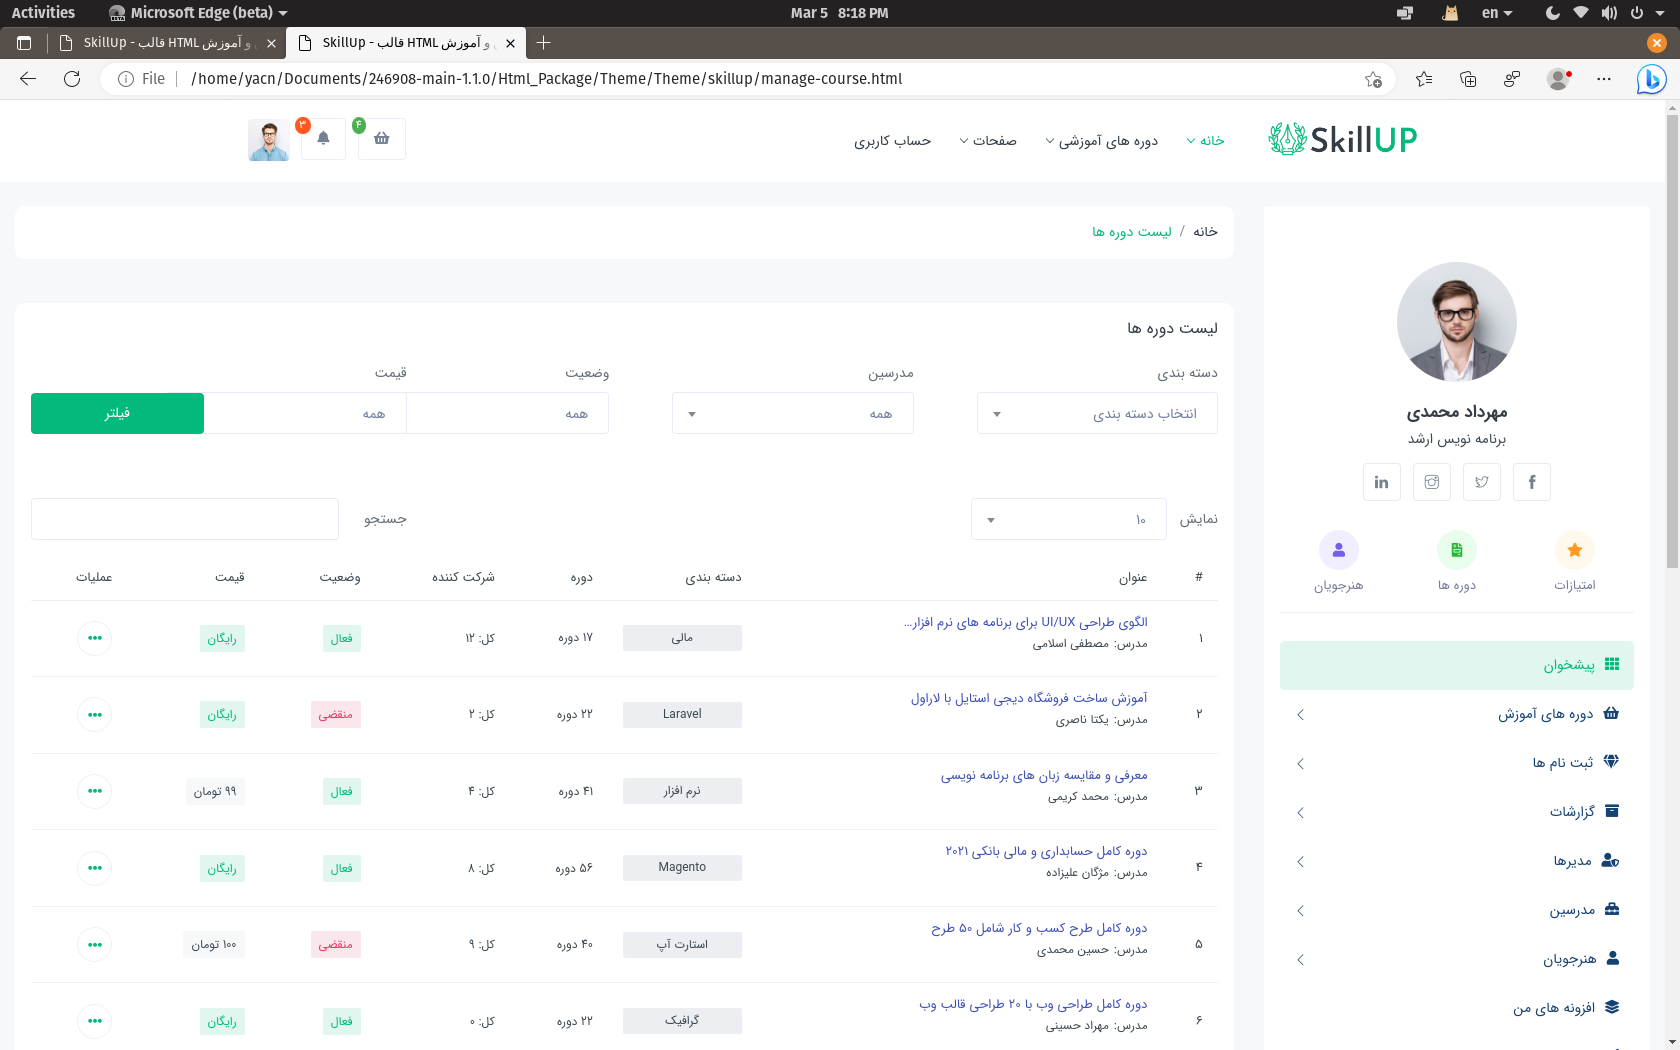 Activities
Microsoft Edge (beta)
Mar 5 8:18 PM
en
SkillUp - قالب HTML آموزش و
SkillUp - قالب HTML آموزش و
File
/home/yacn/Documents/246908-main-1.1.0/Html_Package/Theme/Theme/skillup/manage-course.html
SkillUP
خانه
دوره های آموزشی
صفحات
حساب کاربری
۴
۳
خانه / لیست دوره ها
لیست دوره ها
دسته بندی
مدرسین
وضعیت
قیمت
انتخاب دسته بندی
همه
همه
همه
فیلتر
نمایش
۱۰
جستجو
# عنوان دسته بندی دوره شرکت کننده وضعیت قیمت عملیات
۱ الگوی طراحی UI/UX برای برنامه های نرم افزار...
مدرس: مصطفی اسلامی
مالی ۱۷ دوره کل: ۱۲ فعال رایگان
۲ آموزش ساخت فروشگاه دیجی استایل با لاراول
مدرس: یکتا ناصری
Laravel ۲۲ دوره کل: ۲ منقضی رایگان
۳ معرفی و مقایسه زبان های برنامه نویسی
مدرس: محمد کریمی
نرم افزار ۴۱ دوره کل: ۴ فعال ۹۹ تومان
۴ دوره کامل حسابداری و مالی بانکی ۲۰۲۱
مدرس: مژگان علیزاده
Magento ۵۶ دوره کل: ۸ فعال رایگان
۵ دوره کامل طرح کسب و کار شامل ۵۰ طرح
مدرس: حسین محمدی
استارت آپ ۴۰ دوره کل: ۹ منقضی ۱۰۰ تومان
۶ دوره کامل طراحی وب با ۲۰ طراحی قالب وب
مدرس: مهراد حسینی
گرافیک ۲۲ دوره کل: ۰ فعال رایگان
مهرداد محمدی
برنامه نویس ارشد
امتیازات
دوره ها
هنرجویان
پیشخوان
دوره های آموزش
ثبت نام ها
گزارشات
مدیرها
مدرسین
هنرجویان
افزونه های من